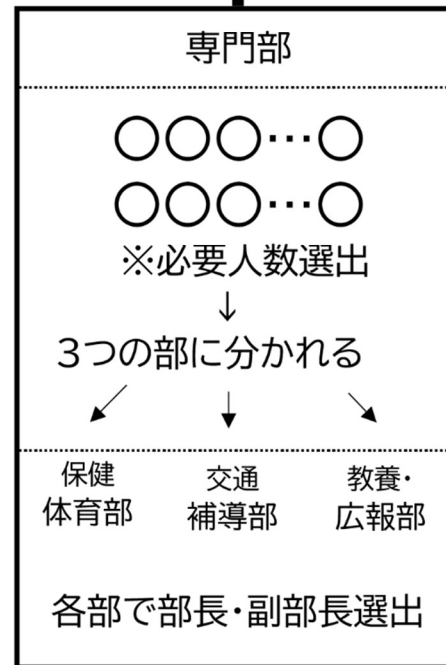 専門部
○○○…○
○○○…○
※必要人数選出
↓
3つの部に分かれる
保健 交通 教養・
体育部 補導部 広報部
各部で部長・副部長選出